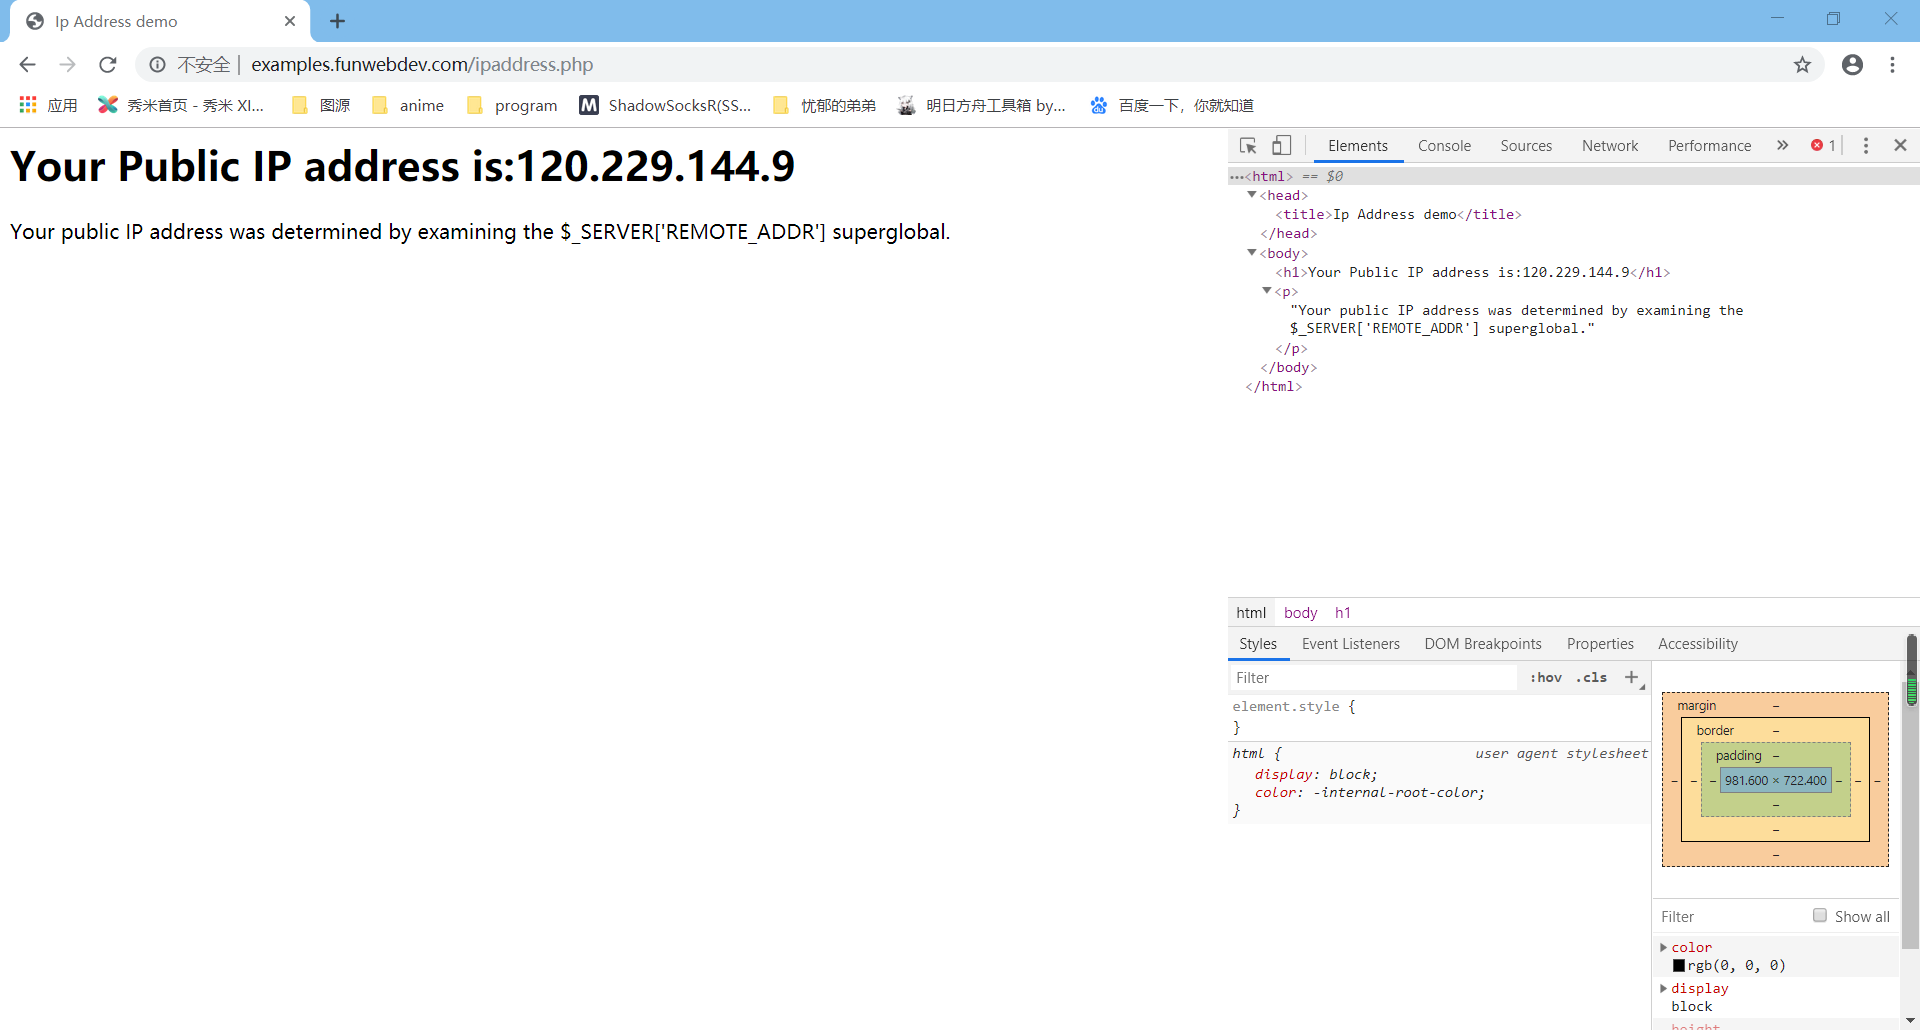 Ip Address demo
不安全 | examples.funwebdev.com/ipaddress.php
应用 秀米首页 - 秀米 XI... 图源 anime program ShadowSocksR(SS... 忧郁的弟弟 明日方舟工具箱 by... 百度一下，你就知道
Your Public IP address is:120.229.144.9
Your public IP address was determined by examining the $_SERVER['REMOTE_ADDR'] superglobal.
Elements Console Sources Network Performance » 1
...<html> == $0
<head>
<title>Ip Address demo</title>
</head>
<body>
<h1>Your Public IP address is:120.229.144.9</h1>
<p>
"Your public IP address was determined by examining the
$_SERVER['REMOTE_ADDR'] superglobal."
</p>
</body>
</html>
html body h1
Styles Event Listeners DOM Breakpoints Properties Accessibility
Filter :hov .cls +
element.style {
}
html { user agent stylesheet
display: block;
color: -internal-root-color;
}
margin –
border –
padding –
– – – 981.600 × 722.400 – – –
–
–
–
Filter Show all
color
rgb(0, 0, 0)
display
block
height